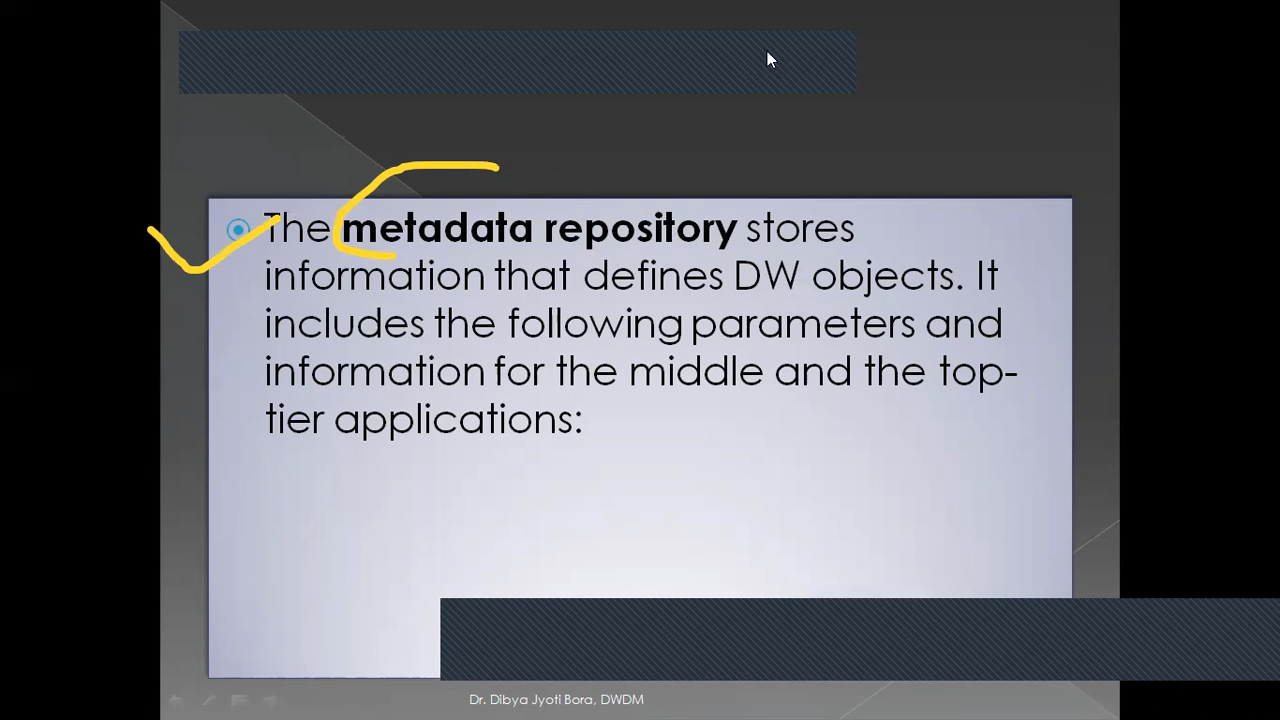 The metadata repository stores
information that defines DW objects. It
includes the following parameters and
information for the middle and the top-
tier applications:
Dr. Dibya Jyoti Bora, DWDM